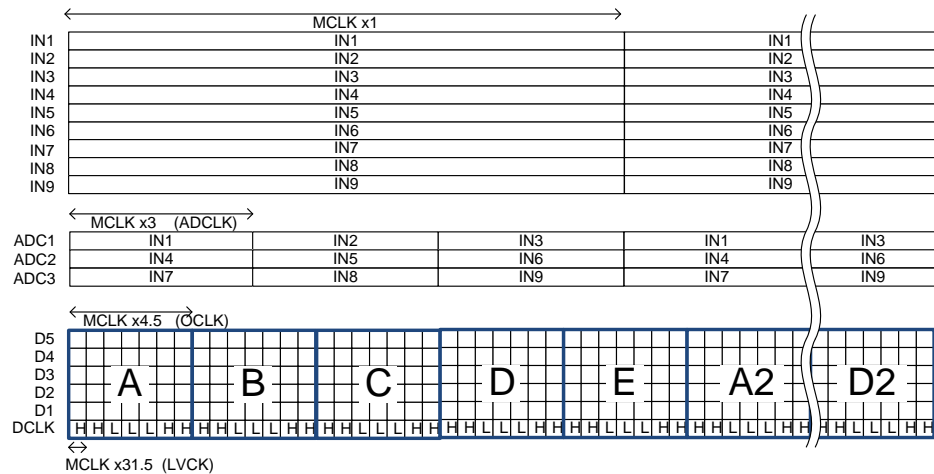 MCLK x1
IN1 IN1 IN1
IN2 IN2 IN2
IN3 IN3 IN3
IN4 IN4 IN4
IN5 IN5 IN5
IN6 IN6 IN6
IN7 IN7 IN7
IN8 IN8 IN8
IN9 IN9 IN9
MCLK x3 (ADCLK)
ADC1 IN1 IN2 IN3 IN1 IN3
ADC2 IN4 IN5 IN6 IN4 IN6
ADC3 IN7 IN8 IN9 IN7 IN9
MCLK x4.5 (OCLK)
D5
D4
D3 A B C D E A2 D2
D2
D1
DCLK H H L L L H H H H L L L H H H H L L L H H H H L L L H H H H L L L H H H H L L L H H H H L L L H H
MCLK x31.5 (LVCK)